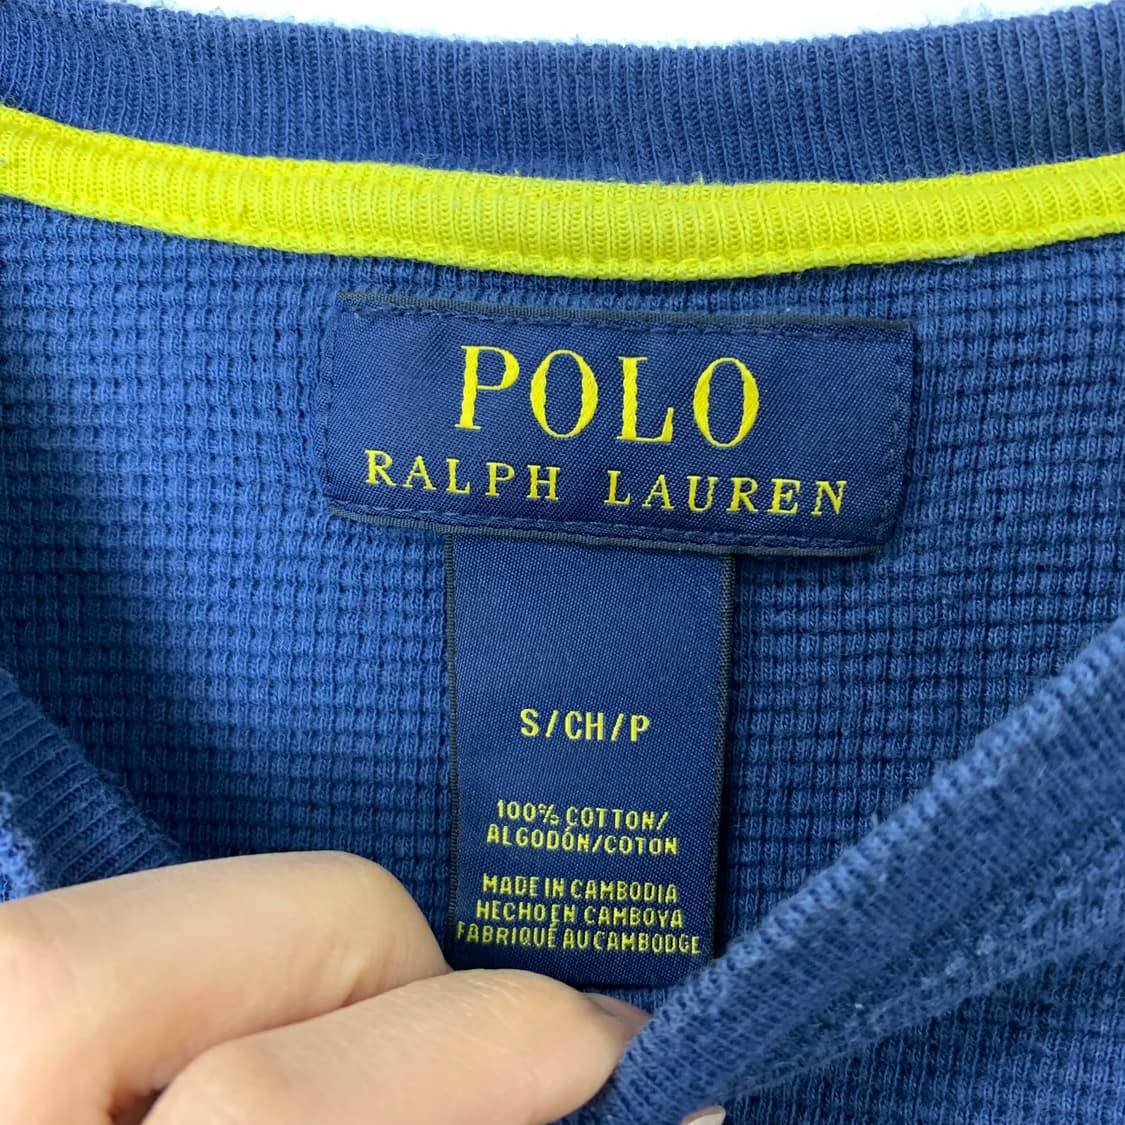 POLO
RALPH LAUREN
S/CH/P
100% COTTON/
ALGODÓN/COTON
MADE IN CAMBODIA
HECHO EN CAMBOYA
FABRIQUÉ AU CAMBODGE